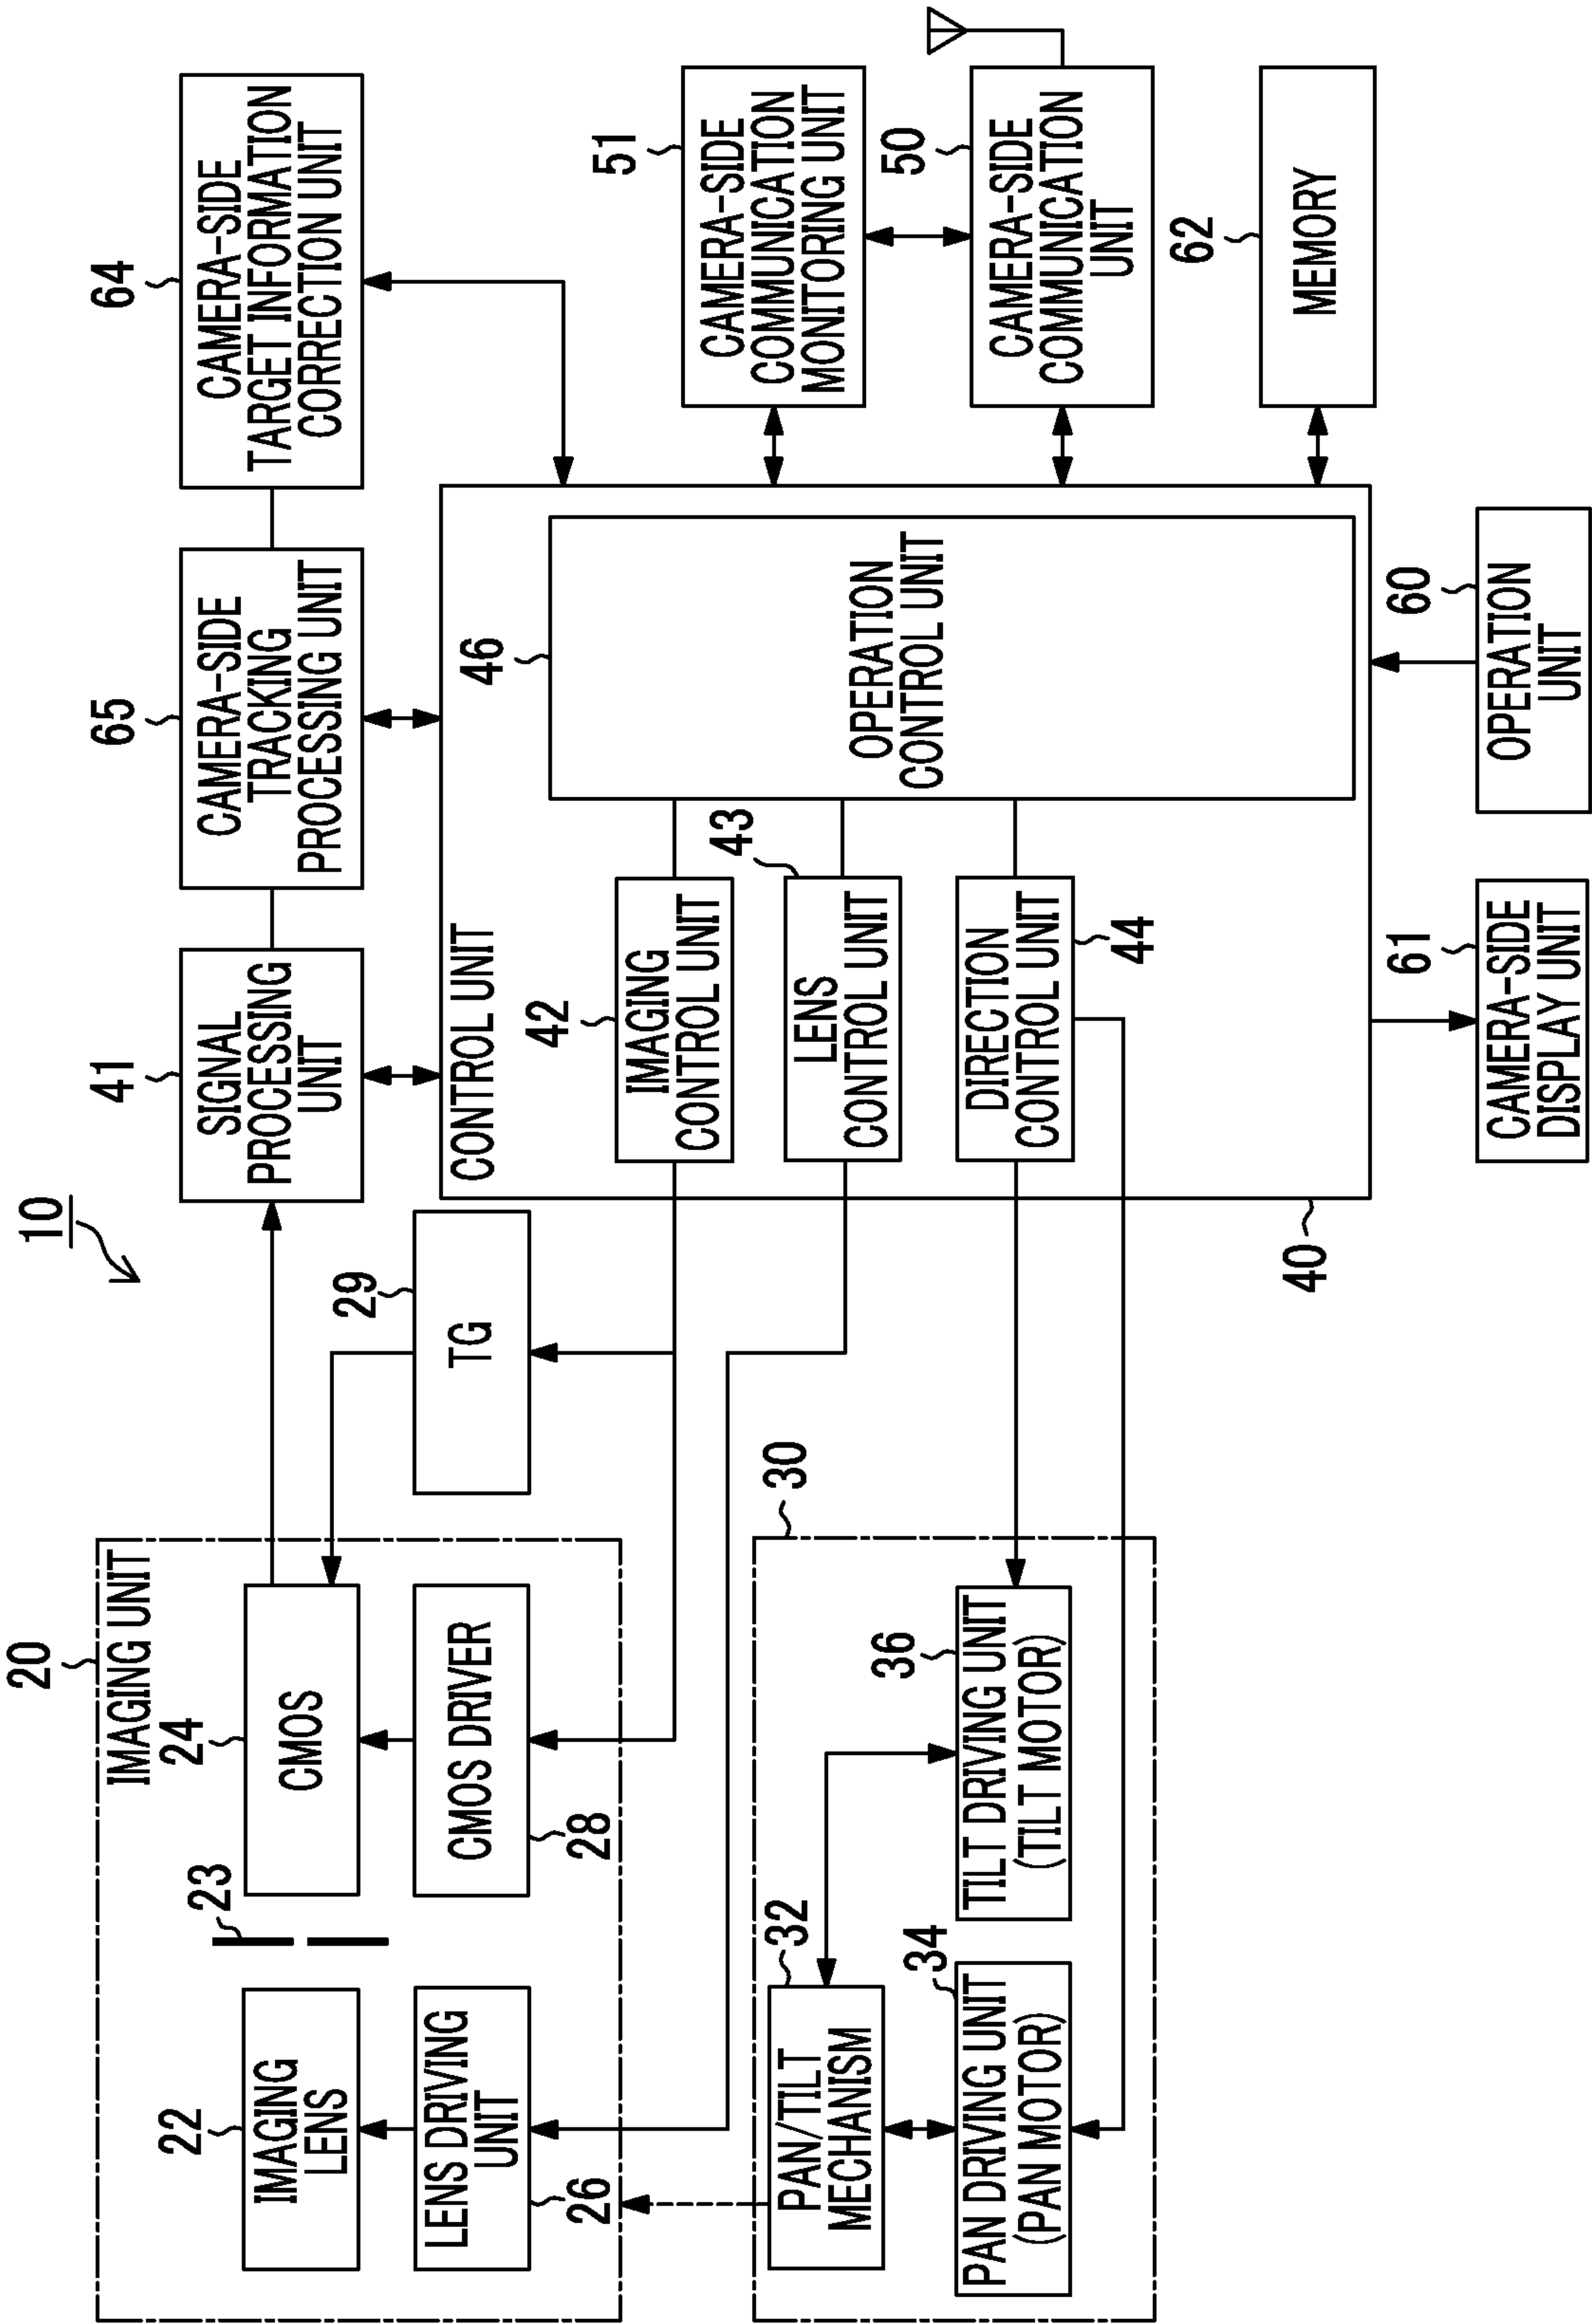 10
20
IMAGING UNIT
22
IMAGING
LENS
23
24
CMOS
LENS DRIVING
UNIT
26
CMOS DRIVER
28
TG
29
41
SIGNAL
PROCESSING
UNIT
65
CAMERA-SIDE
TRACKING
PROCESSING UNIT
64
CAMERA-SIDE
TARGET INFORMATION
CORRECTION UNIT
CONTROL UNIT
42
IMAGING
CONTROL UNIT
43
LENS
CONTROL UNIT
DIRECTION
CONTROL UNIT
44
46
OPERATION
CONTROL UNIT
40
51
CAMERA-SIDE
COMMUNICATION
MONITORING UNIT
50
CAMERA-SIDE
COMMUNICATION
UNIT
62
MEMORY
30
32
PAN/TILT
MECHANISM
34
PAN DRIVING UNIT
(PAN MOTOR)
36
TILT DRIVING UNIT
(TILT MOTOR)
61
CAMERA-SIDE
DISPLAY UNIT
60
OPERATION
UNIT